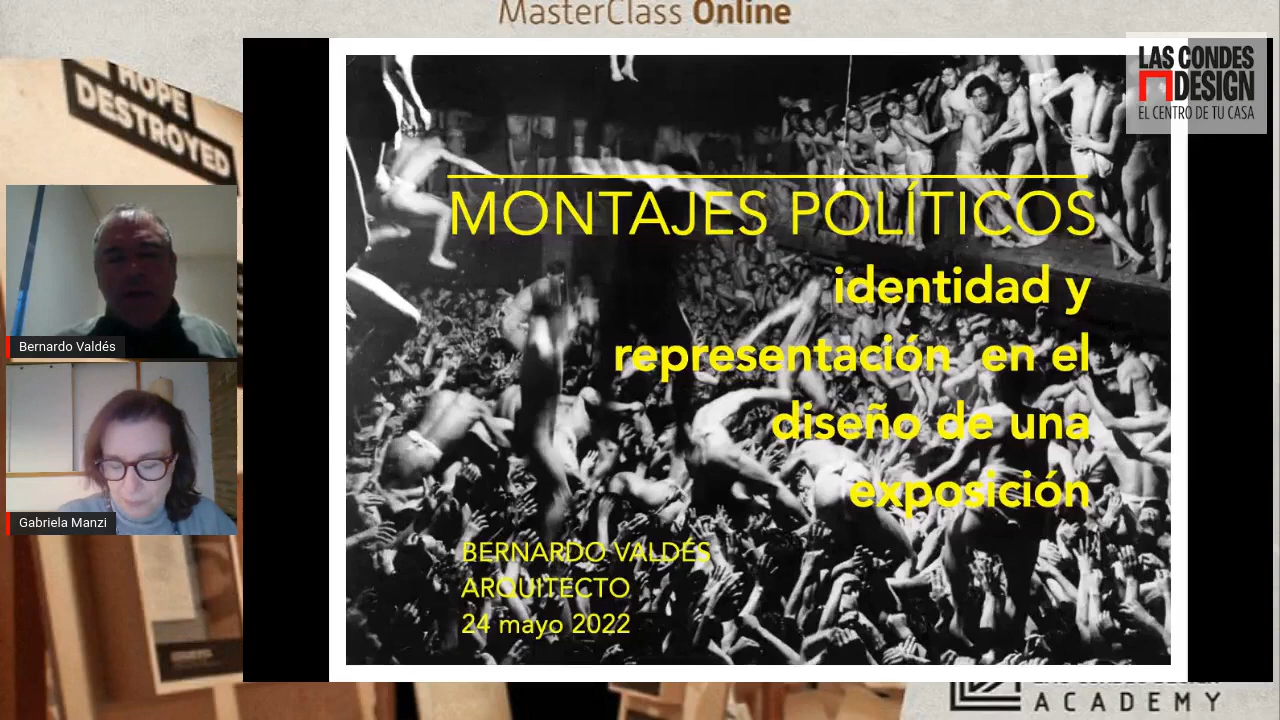 MasterClass Online
HOPE
DESTROYED
LAS CONDES
DESIGN
EL CENTRO DE TU CASA
MONTAJES POLÍTICOS
identidad y
representación en el
diseño de una
exposición
BERNARDO VALDÉS
ARQUITECTO
24 mayo 2022
Bernardo Valdés
Gabriela Manzi
ACADEMY